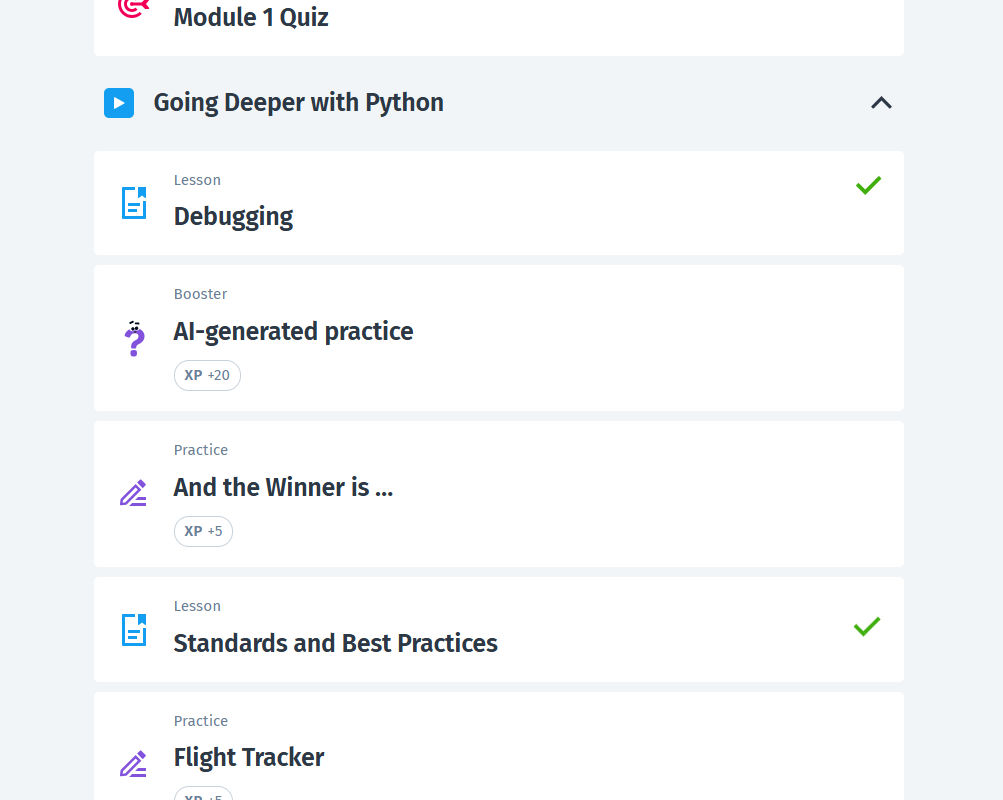 Module 1 Quiz
Going Deeper with Python
Lesson
Debugging
Booster
AI-generated practice
XP +20
Practice
And the Winner is ...
XP +5
Lesson
Standards and Best Practices
Practice
Flight Tracker
XP +5